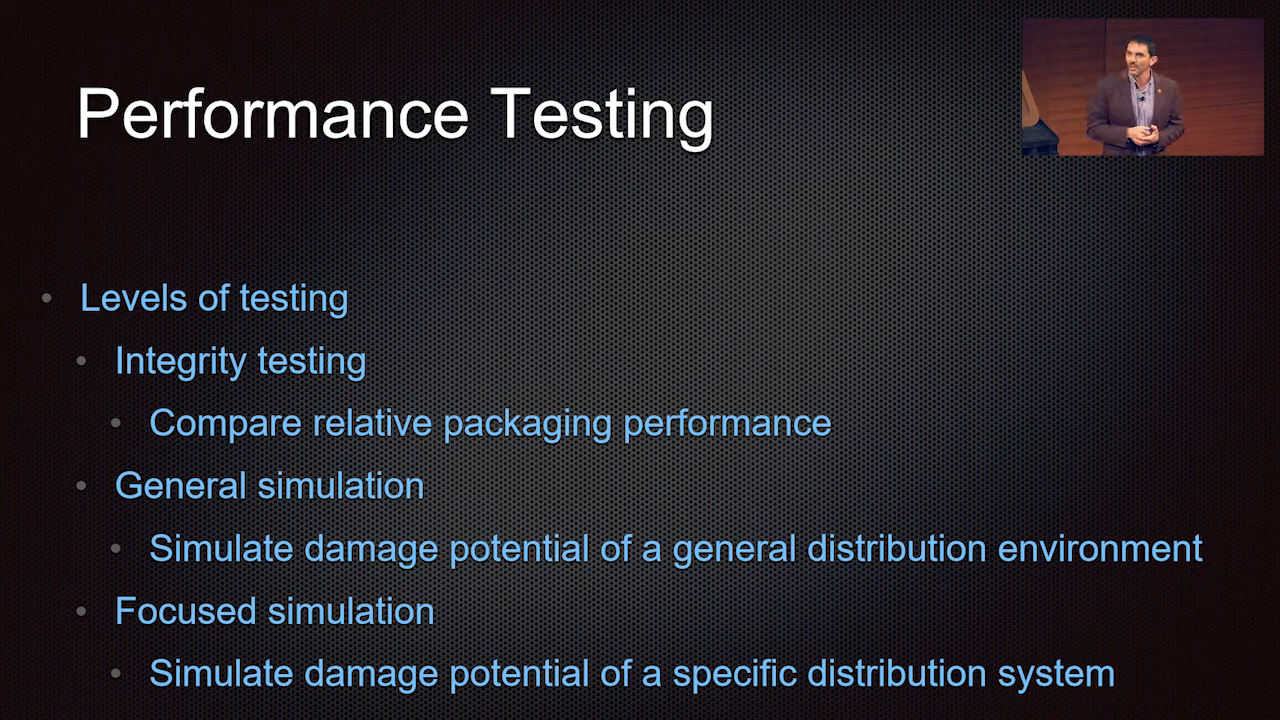 Performance Testing
• Levels of testing
• Integrity testing
• Compare relative packaging performance
• General simulation
• Simulate damage potential of a general distribution environment
• Focused simulation
• Simulate damage potential of a specific distribution system